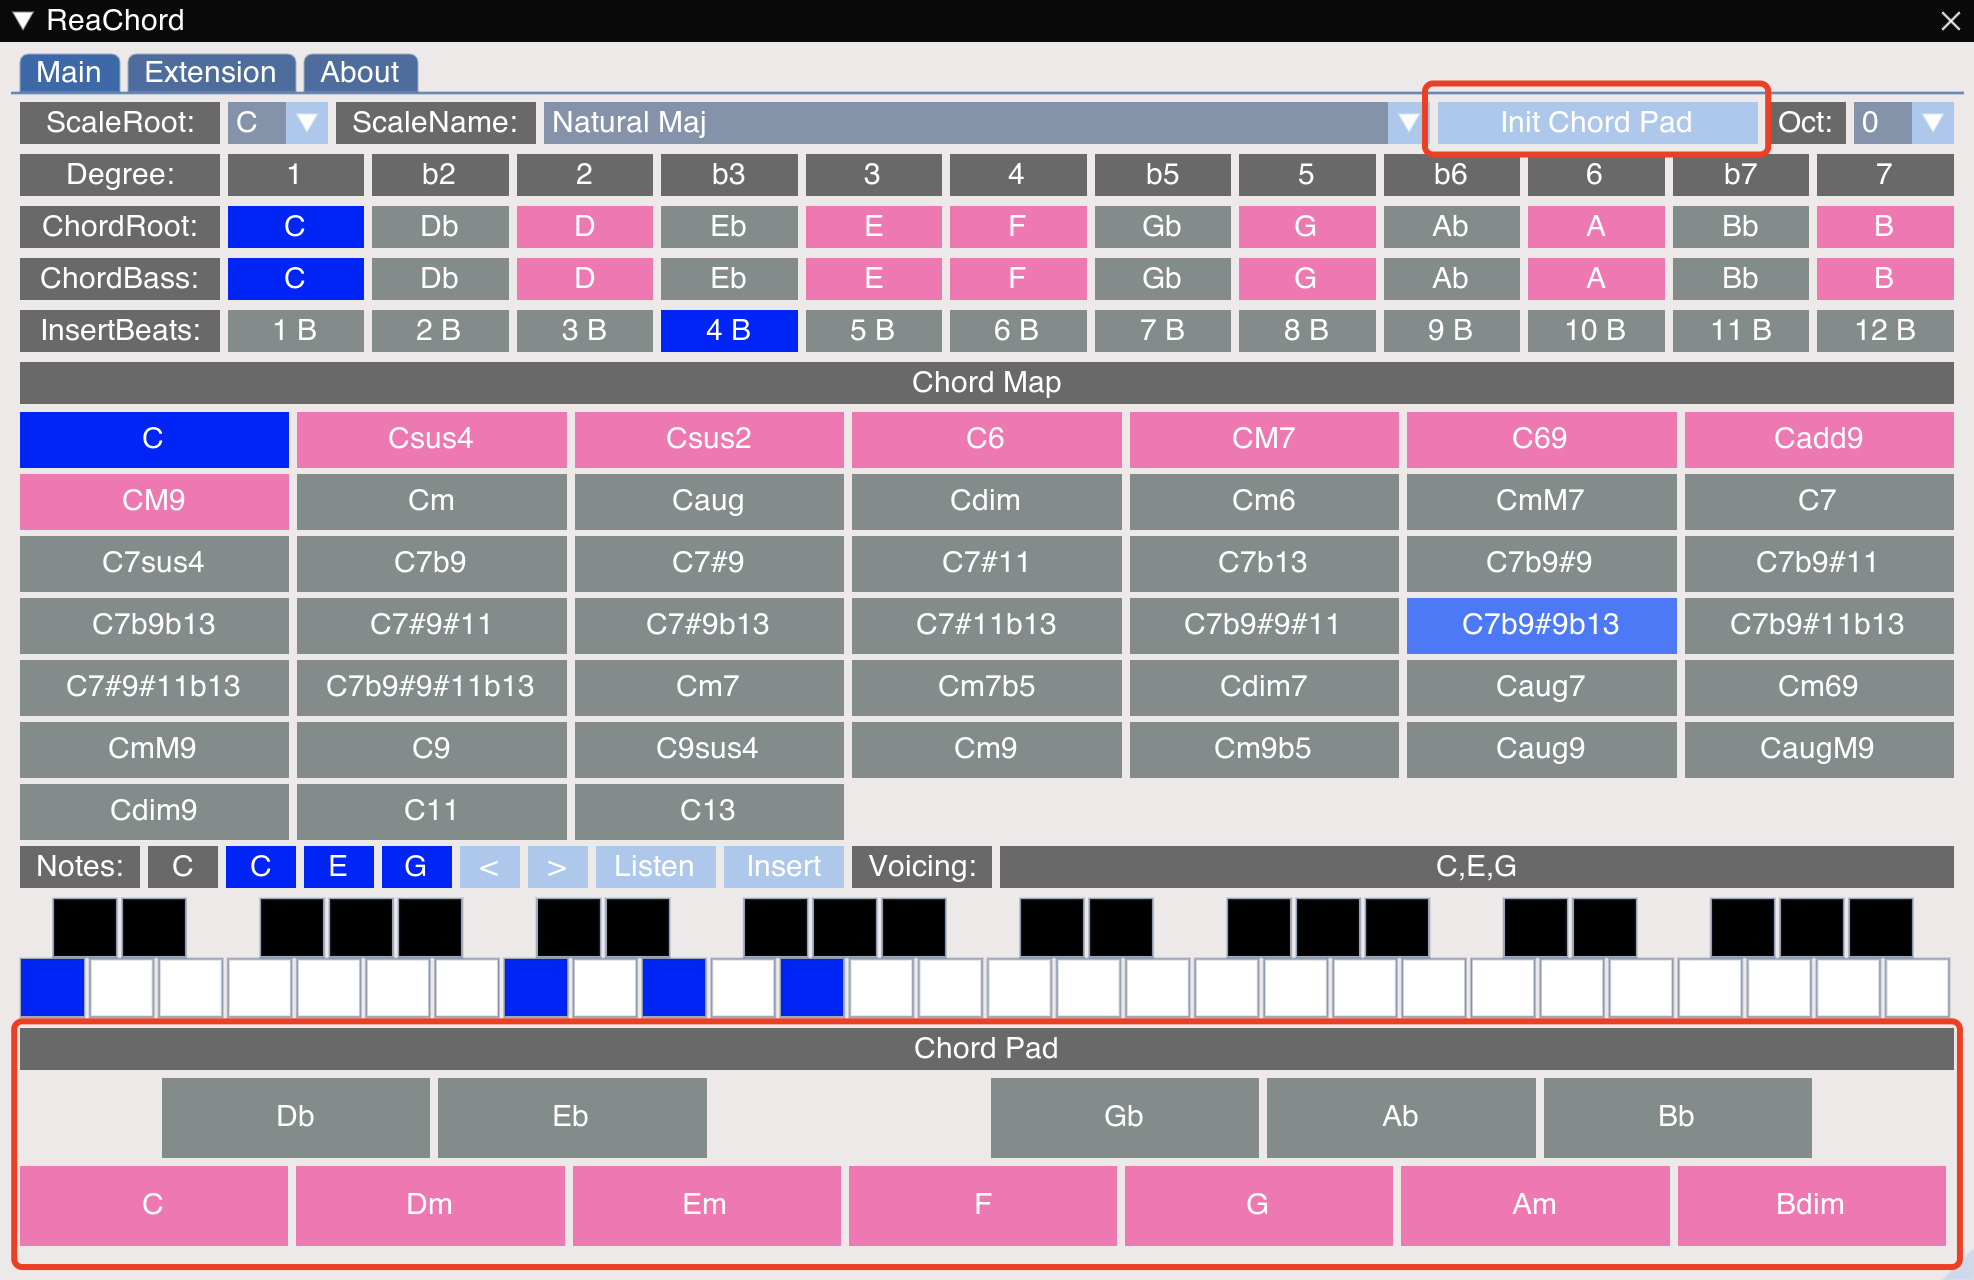 ReaChord
Main Extension About
ScaleRoot: C ScaleName: Natural Maj Init Chord Pad Oct: 0
Degree: 1 b2 2 b3 3 4 b5 5 b6 6 b7 7
ChordRoot: C Db D Eb E F Gb G Ab A Bb B
ChordBass: C Db D Eb E F Gb G Ab A Bb B
InsertBeats: 1 B 2 B 3 B 4 B 5 B 6 B 7 B 8 B 9 B 10 B 11 B 12 B
Chord Map
C Csus4 Csus2 C6 CM7 C69 Cadd9
CM9 Cm Caug Cdim Cm6 CmM7 C7
C7sus4 C7b9 C7#9 C7#11 C7b13 C7b9#9 C7b9#11
C7b9b13 C7#9#11 C7#9b13 C7#11b13 C7b9#9#11 C7b9#9b13 C7b9#11b13
C7#9#11b13 C7b9#9#11b13 Cm7 Cm7b5 Cdim7 Caug7 Cm69
CmM9 C9 C9sus4 Cm9 Cm9b5 Caug9 CaugM9
Cdim9 C11 C13
Notes: C C E G < > Listen Insert Voicing: C,E,G
Chord Pad
Db Eb Gb Ab Bb
C Dm Em F G Am Bdim